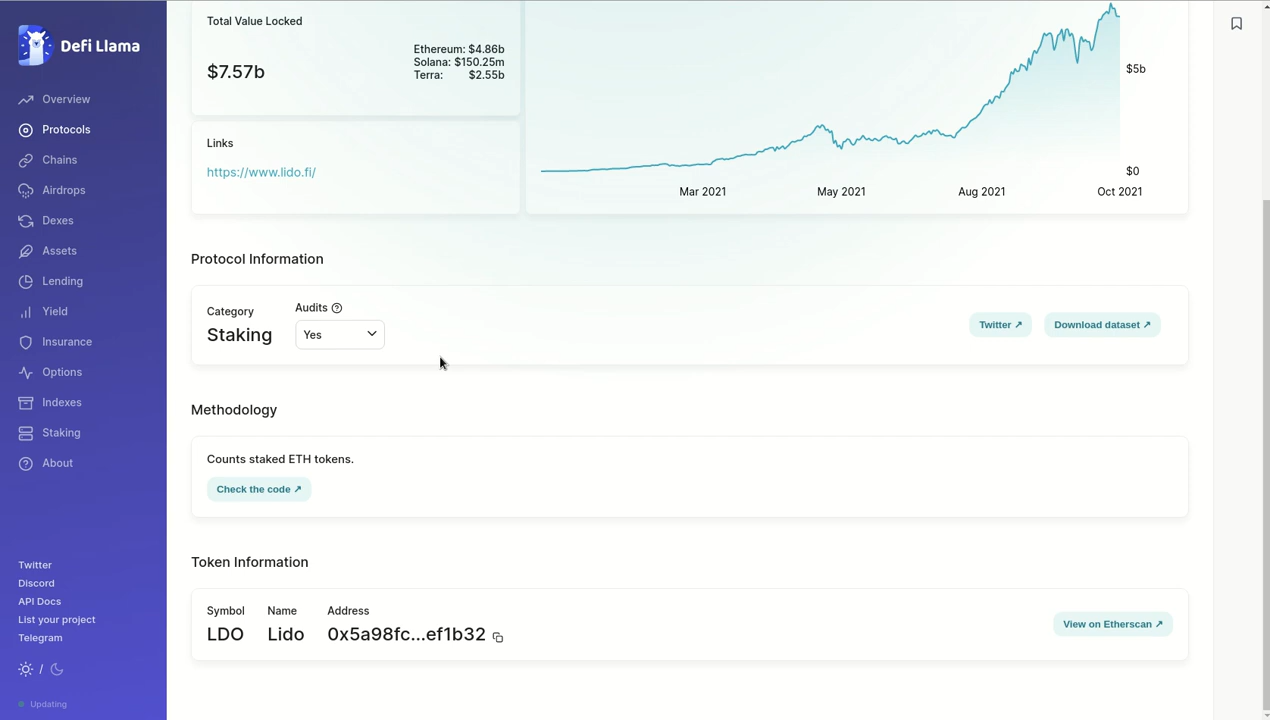 Defi Llama
Overview
Protocols
Chains
Airdrops
Dexes
Assets
Lending
Yield
Insurance
Options
Indexes
Staking
About
Twitter
Discord
API Docs
List your project
Telegram
/
Updating
Total Value Locked
$7.57b
Ethereum: $4.86b
Solana: $150.25m
Terra: $2.55b
Links
https://www.lido.fi/
$5b
$0
Mar 2021 May 2021 Aug 2021 Oct 2021
Protocol Information
Category
Staking
Audits ?
Yes
Twitter ↗ Download dataset ↗
Methodology
Counts staked ETH tokens.
Check the code ↗
Token Information
Symbol Name Address
LDO Lido 0x5a98fc...ef1b32
View on Etherscan ↗